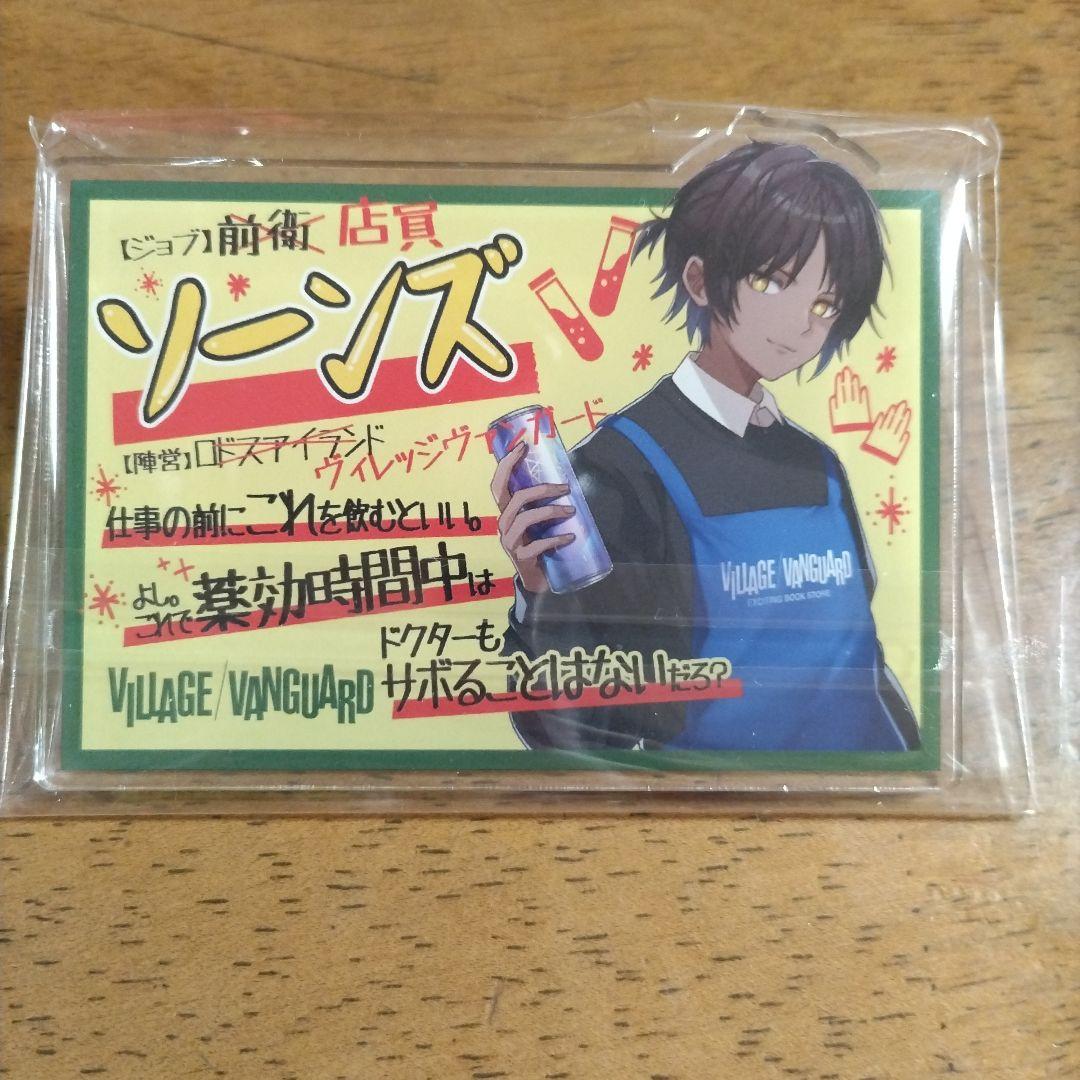 【ジョブ】前衛 店員
ソーンズ
【陣営】ロドスアイランド
ヴィレッジヴァンガード
仕事の前にこれを飲むといい。
よし。
これで薬効時間中は
ドクターも
サボることはないだろ?
VILLAGE/VANGUARD
VILLAGE/VANGUARD
EXCITING BOOK STORE